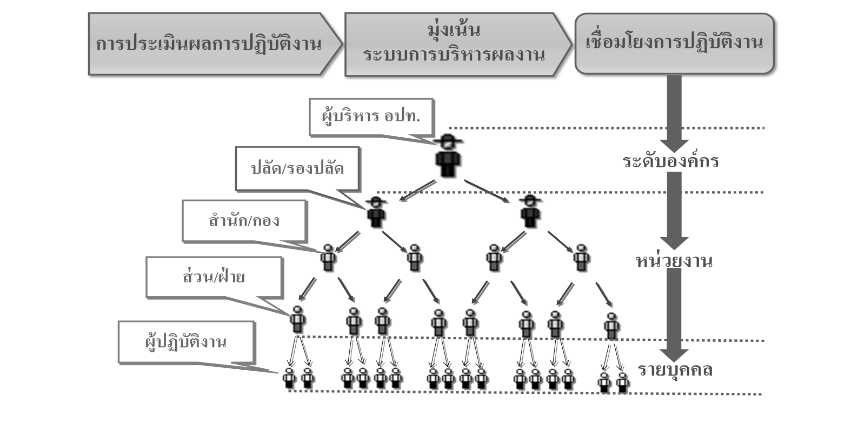 การประเมินผลการปฏิบัติงาน
มุ่งเน้น
ระบบการบริหารผลงาน
เชื่อมโยงการปฏิบัติงาน
ผู้บริหาร อปท.
ระดับองค์กร
ปลัด/รองปลัด
สำนัก/กอง
หน่วยงาน
ส่วน/ฝ่าย
ผู้ปฏิบัติงาน
รายบุคคล